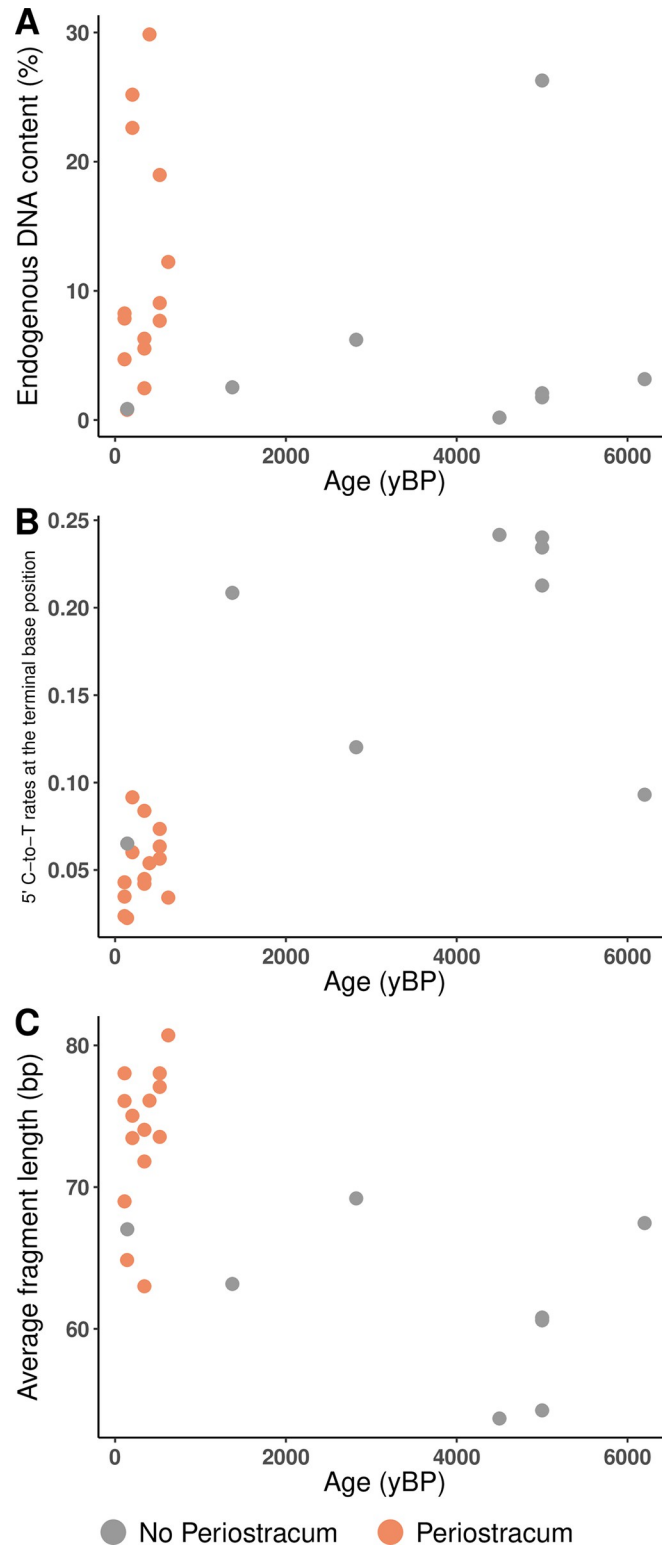 A
Endogenous DNA content (%)
30
20
10
0
0 2000 4000 6000
Age (yBP)
B
5' C−to−T rates at the terminal base position
0.25
0.20
0.15
0.10
0.05
0 2000 4000 6000
Age (yBP)
C
Average fragment length (bp)
80
70
60
0 2000 4000 6000
Age (yBP)
No Periostracum Periostracum